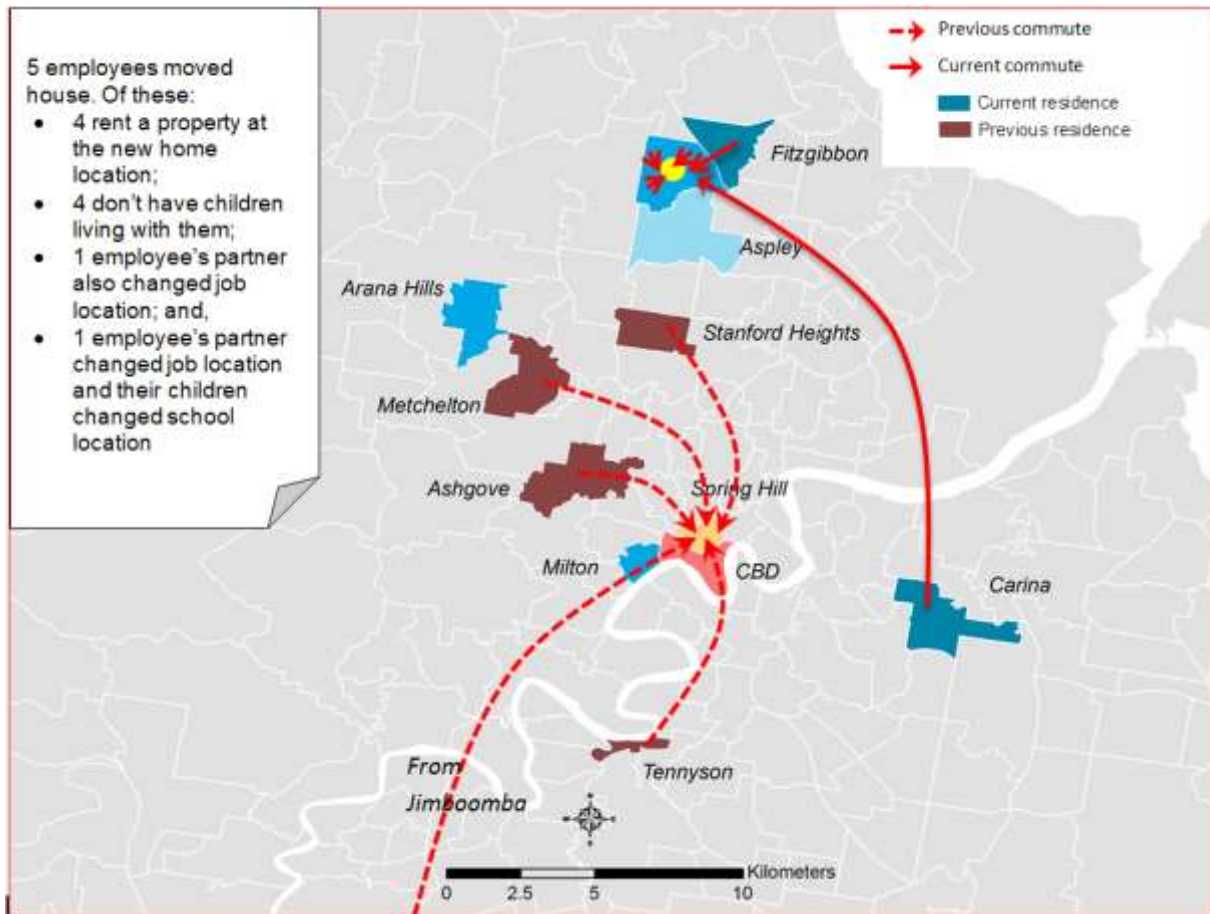 5 employees moved
house. Of these:
• 4 rent a property at
the new home
location;
• 4 don't have children
living with them;
• 1 employee's partner
also changed job
location; and,
• 1 employee's partner
changed job location
and their children
changed school
location
Previous commute
Current commute
Current residence
Previous residence
Fitzgibbon
Aspley
Arana Hills
Stanford Heights
Metchelton
Ashgove
Spring Hill
Milton
CBD
Carina
From
Jimboomba
Tennyson
Kilometers
0 2.5 5 10